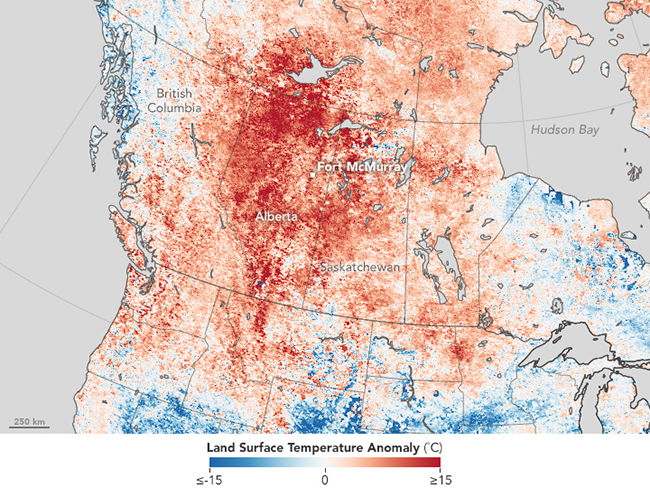 British
Columbia
Hudson Bay
Fort McMurray
Alberta
Saskatchewan
250 km
Land Surface Temperature Anomaly (˚C)
≤-15 0 ≥15